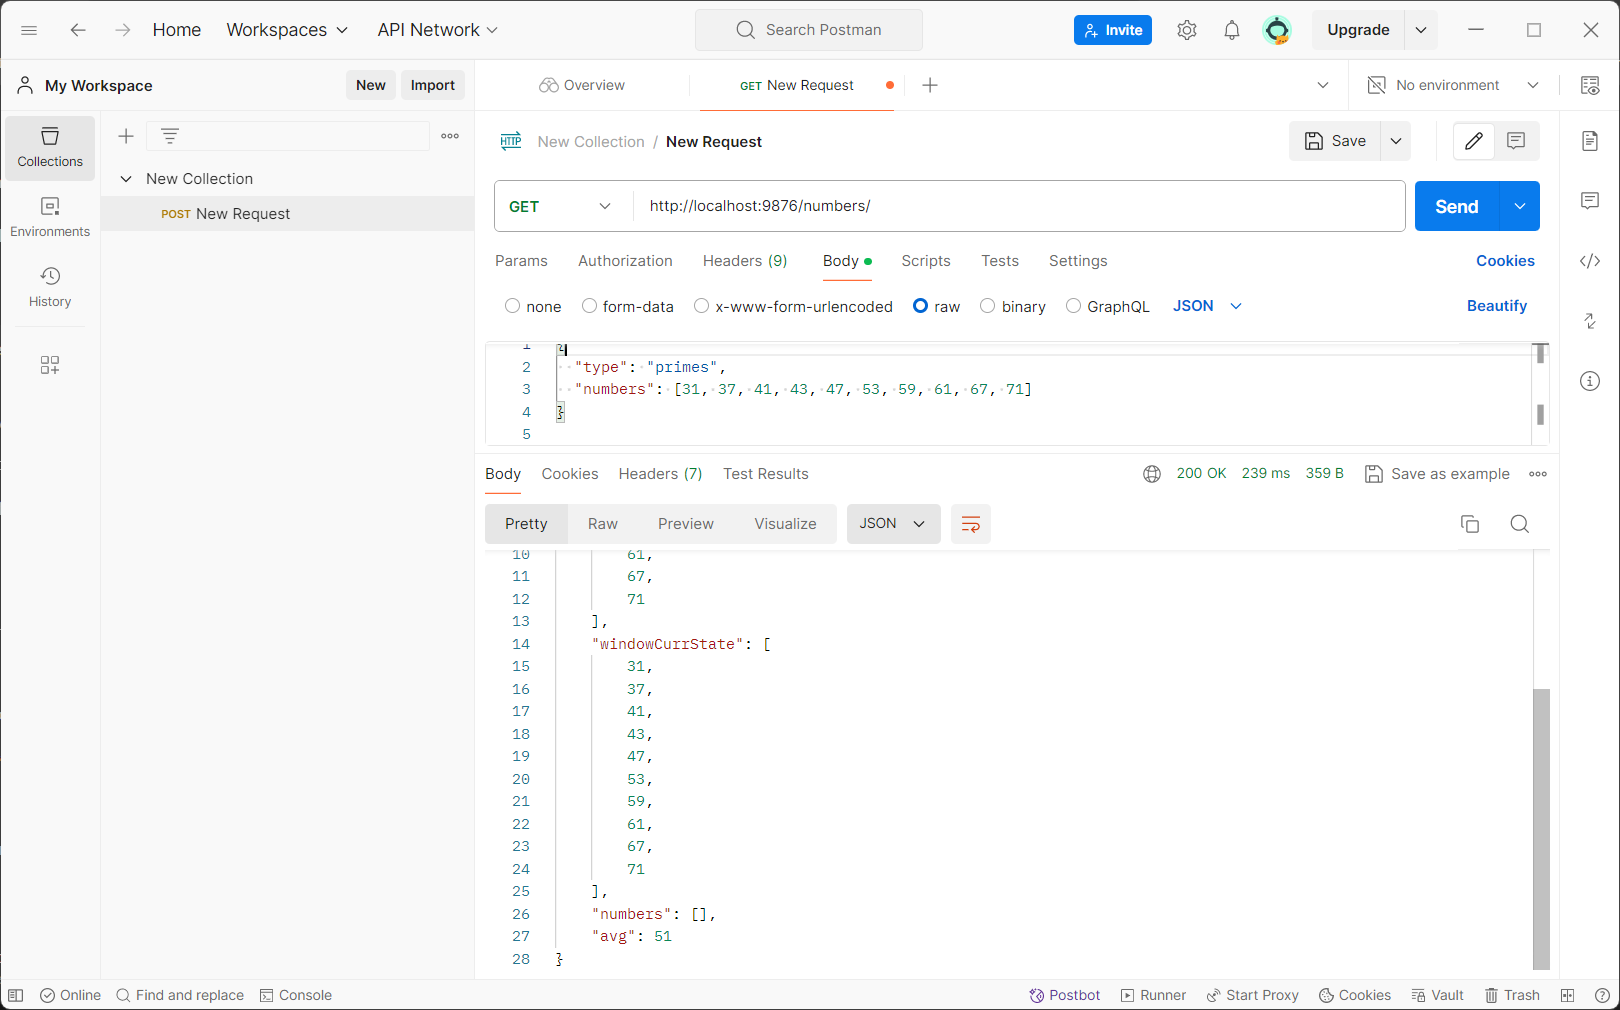 Home Workspaces API Network Search Postman Invite Upgrade
My Workspace New Import Overview GET New Request No environment
Collections
Environments
History
New Collection
POST New Request
HTTP New Collection / New Request Save
GET http://localhost:9876/numbers/ Send
Params Authorization Headers (9) Body Scripts Tests Settings Cookies
none form-data x-www-form-urlencoded raw binary GraphQL JSON Beautify
1 {
2 "type": "primes",
3 "numbers": [31, 37, 41, 43, 47, 53, 59, 61, 67, 71]
4 }
5
Body Cookies Headers (7) Test Results 200 OK 239 ms 359 B Save as example
Pretty Raw Preview Visualize JSON
10 61,
11 67,
12 71
13 ],
14 "windowCurrState": [
15 31,
16 37,
17 41,
18 43,
19 47,
20 53,
21 59,
22 61,
23 67,
24 71
25 ],
26 "numbers": [],
27 "avg": 51
28 }
Online Find and replace Console Postbot Runner Start Proxy Cookies Vault Trash